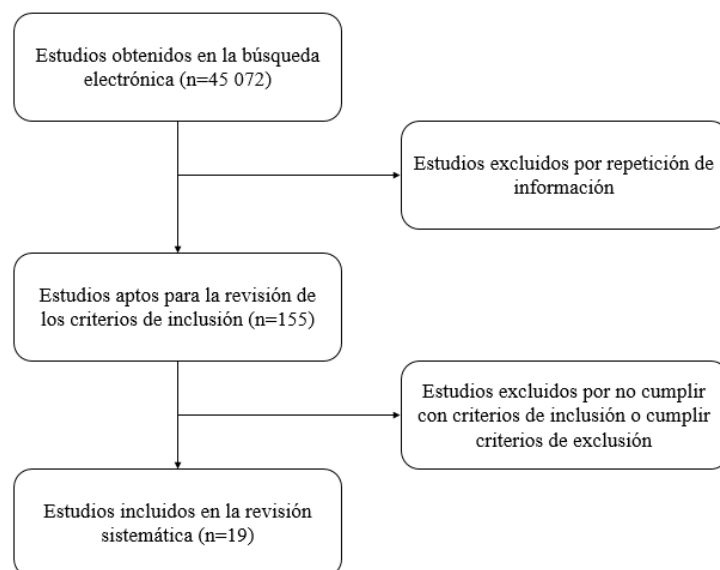 Estudios obtenidos en la búsqueda
electrónica (n=45 072)
Estudios excluidos por repetición de
información
Estudios aptos para la revisión de
los criterios de inclusión (n=155)
Estudios excluidos por no cumplir
con criterios de inclusión o cumplir
criterios de exclusión
Estudios incluidos en la revisión
sistemática (n=19)